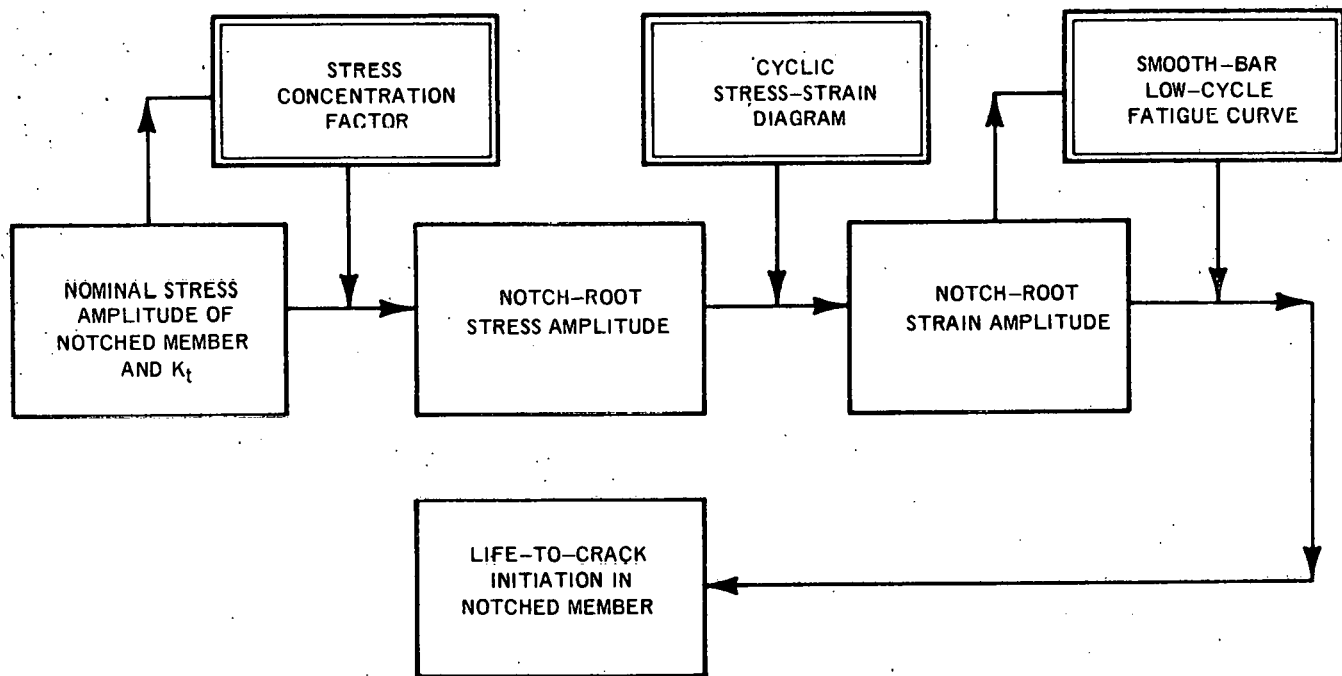 STRESS
CONCENTRATION
FACTOR
CYCLIC
STRESS-STRAIN
DIAGRAM
SMOOTH-BAR
LOW-CYCLE
FATIGUE CURVE
NOMINAL STRESS
AMPLITUDE OF
NOTCHED MEMBER
AND Kt
NOTCH-ROOT
STRESS AMPLITUDE
NOTCH-ROOT
STRAIN AMPLITUDE
LIFE-TO-CRACK
INITIATION IN
NOTCHED MEMBER